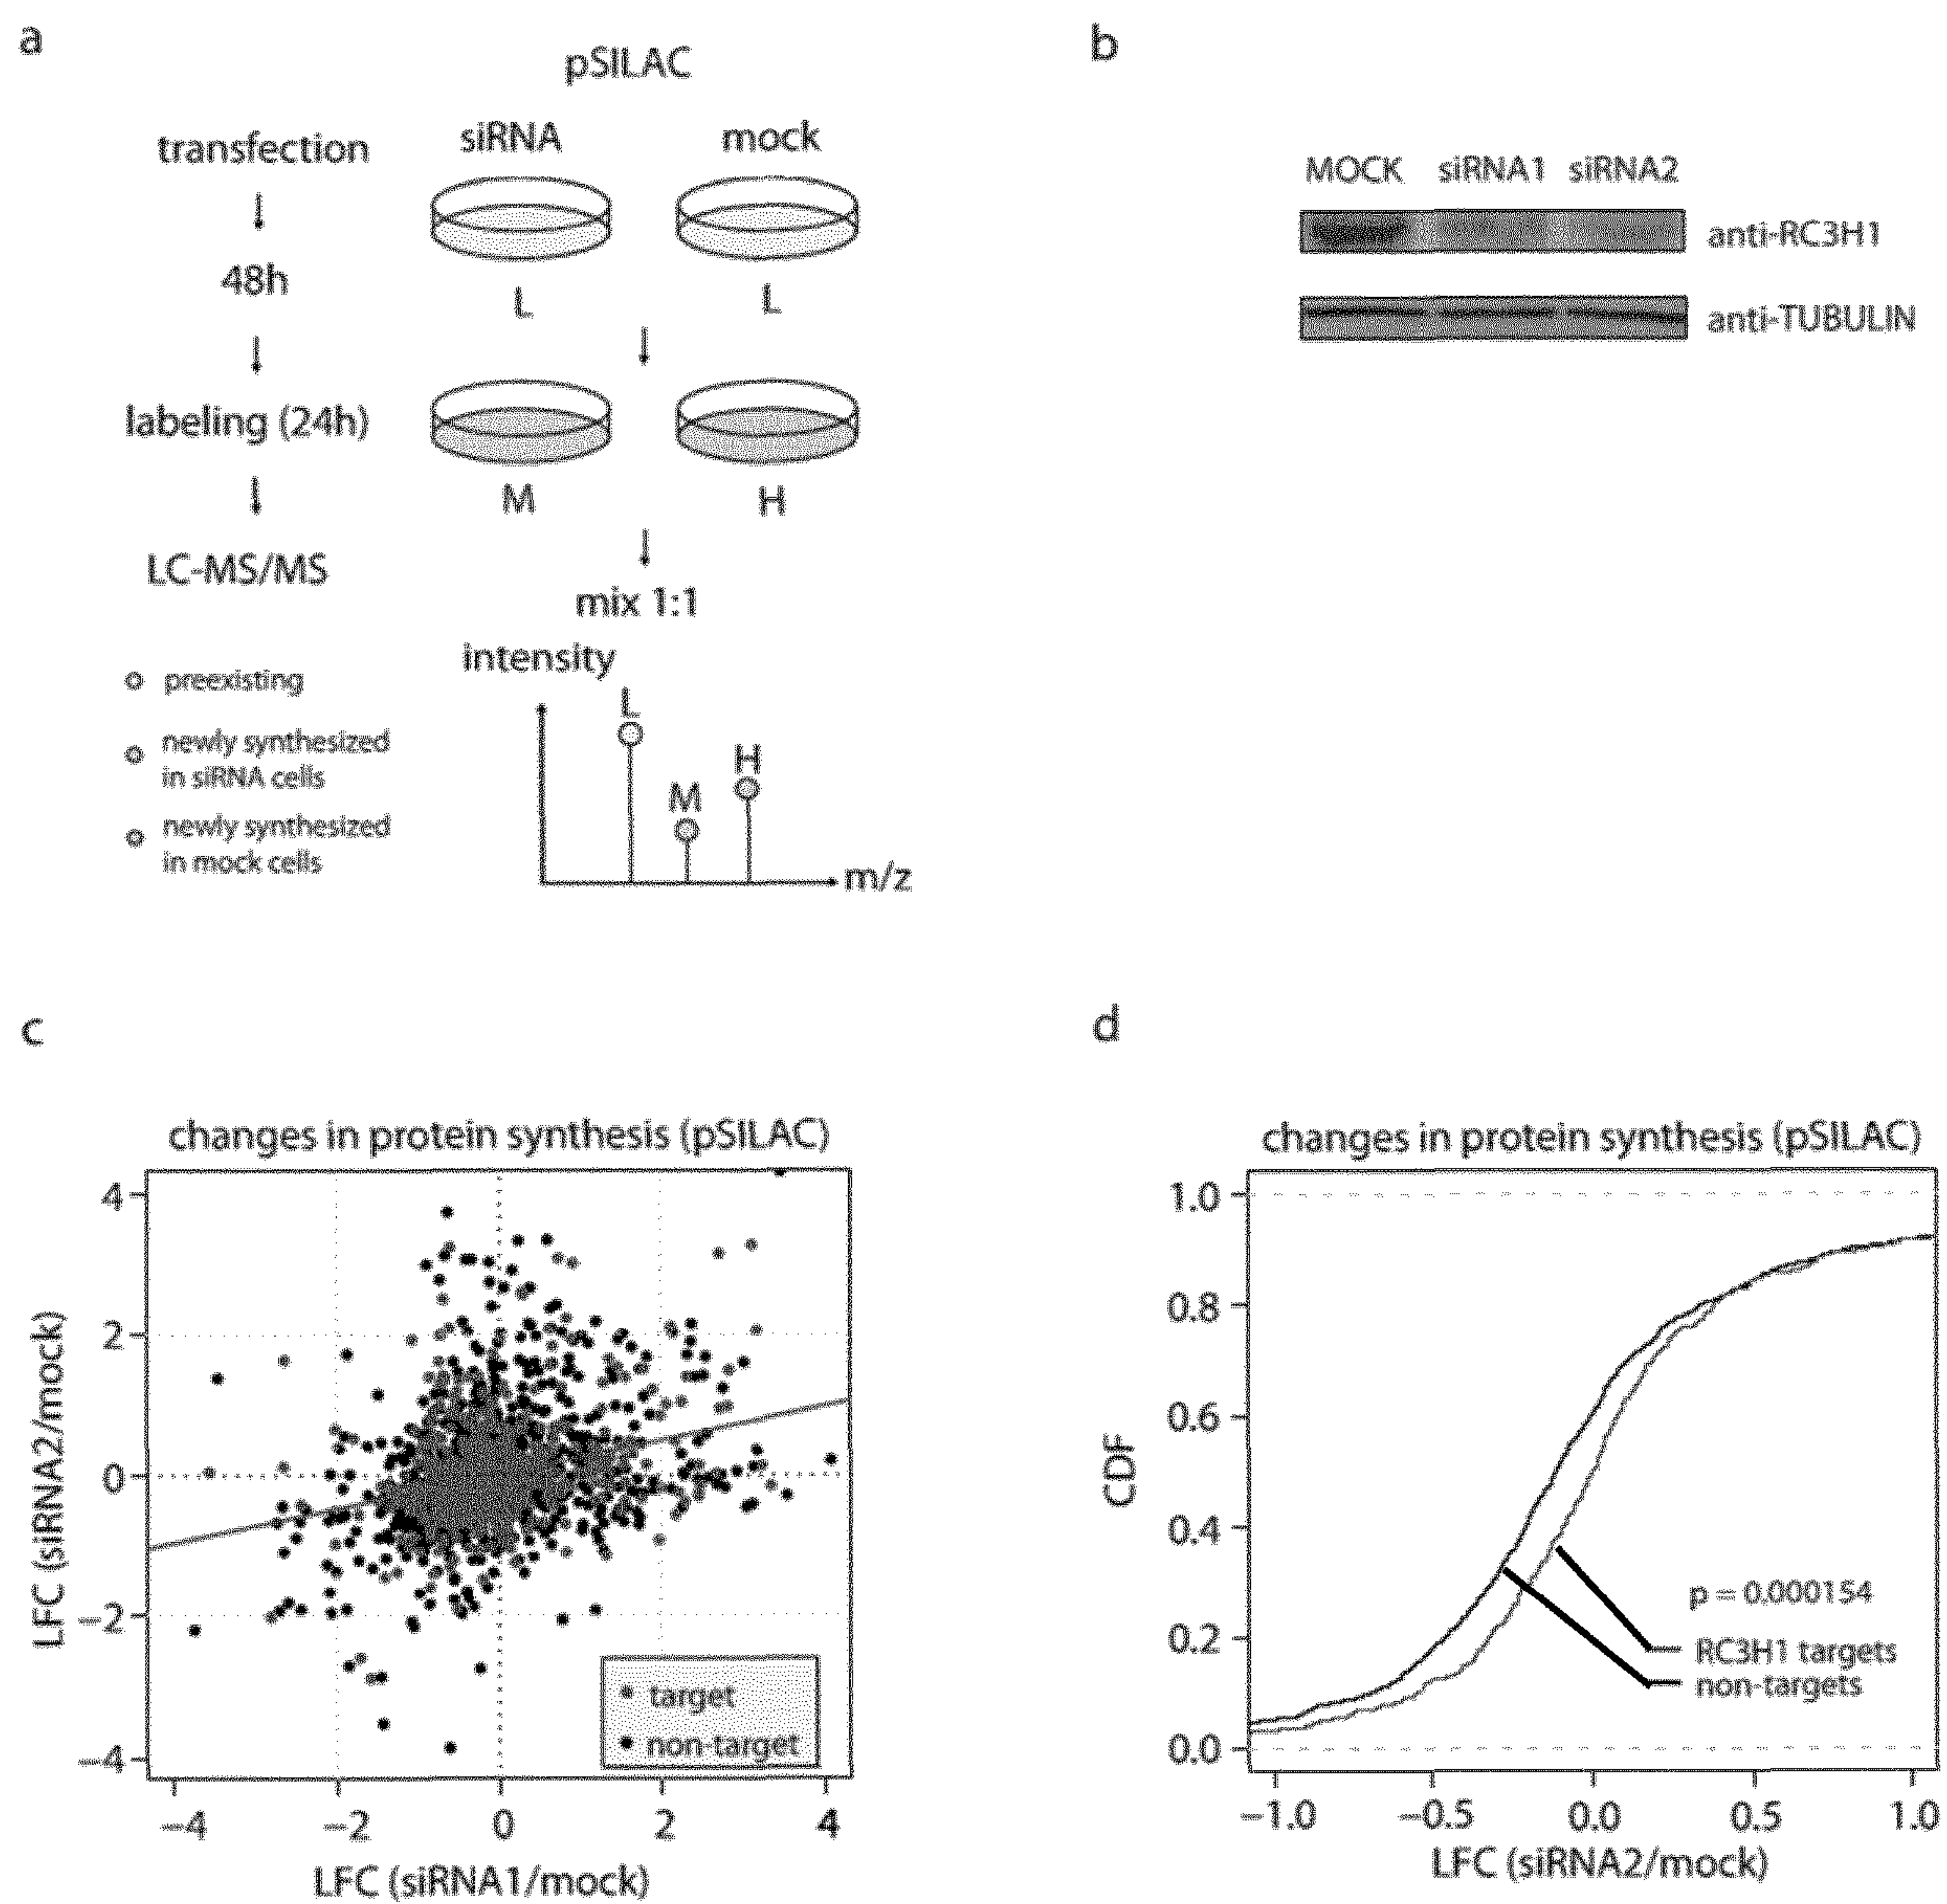 a
pSILAC
transfection
siRNA
mock
48h
L
L
labeling (24h)
M
H
LC-MS/MS
mix 1:1
intensity
preexisting
newly synthesized
in siRNA cells
newly synthesized
in mock cells
L
M
H
m/z
b
MOCK siRNA1 siRNA2
anti-RC3H1
anti-TUBULIN
c
changes in protein synthesis (pSILAC)
LFC (siRNA2/mock)
4
2
0
−2
−4
target
non-target
−4 −2 0 2 4
LFC (siRNA1/mock)
d
changes in protein synthesis (pSILAC)
CDF
1.0
0.8
0.6
0.4
0.2
0.0
p = 0.000154
RC3H1 targets
non-targets
−1.0 −0.5 0.0 0.5 1.0
LFC (siRNA2/mock)